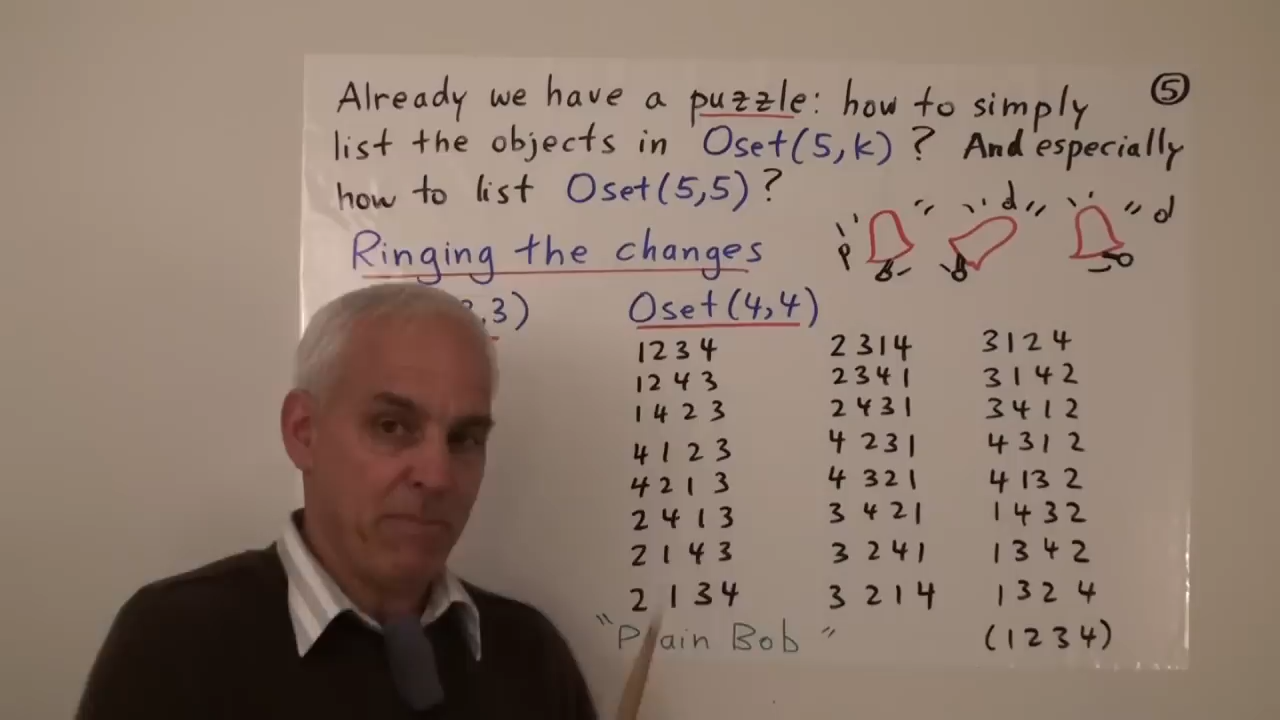 Already we have a puzzle: how to simply
list the objects in Oset(5,k)? And especially
how to list Oset(5,5)?
⑤
p d d
Ringing the changes
,3)
Oset(4,4)
1234 2314 3124
1243 2341 3142
1423 2431 3412
4123 4231 4312
4213 4321 4132
2413 3421 1432
2143 3241 1342
2134 3214 1324
"Plain Bob" (1234)